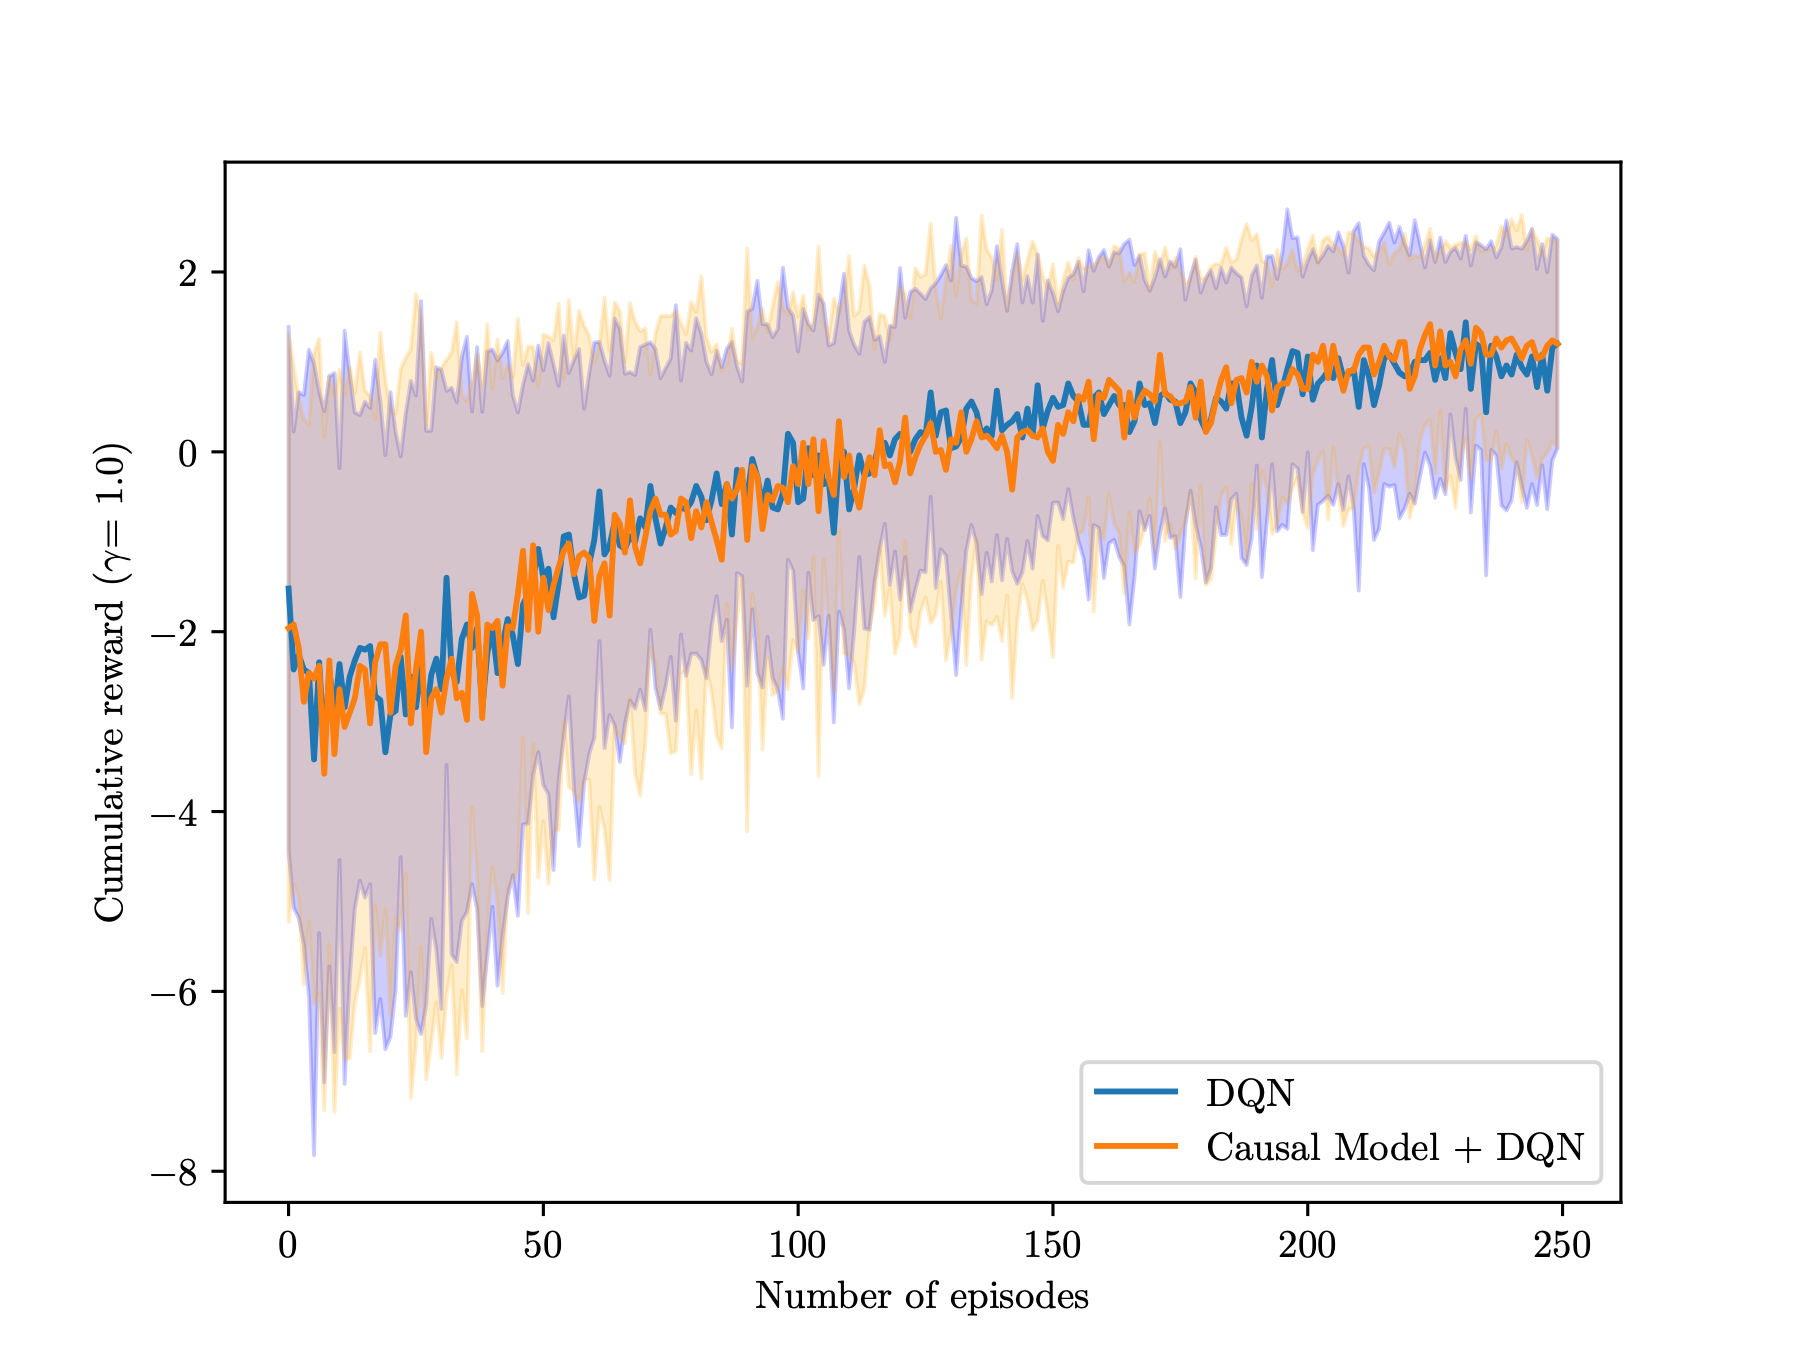 2
0
−2
−4
−6
−8
Cumulative reward (γ= 1.0)
0 50 100 150 200 250
Number of episodes
DQN
Causal Model + DQN